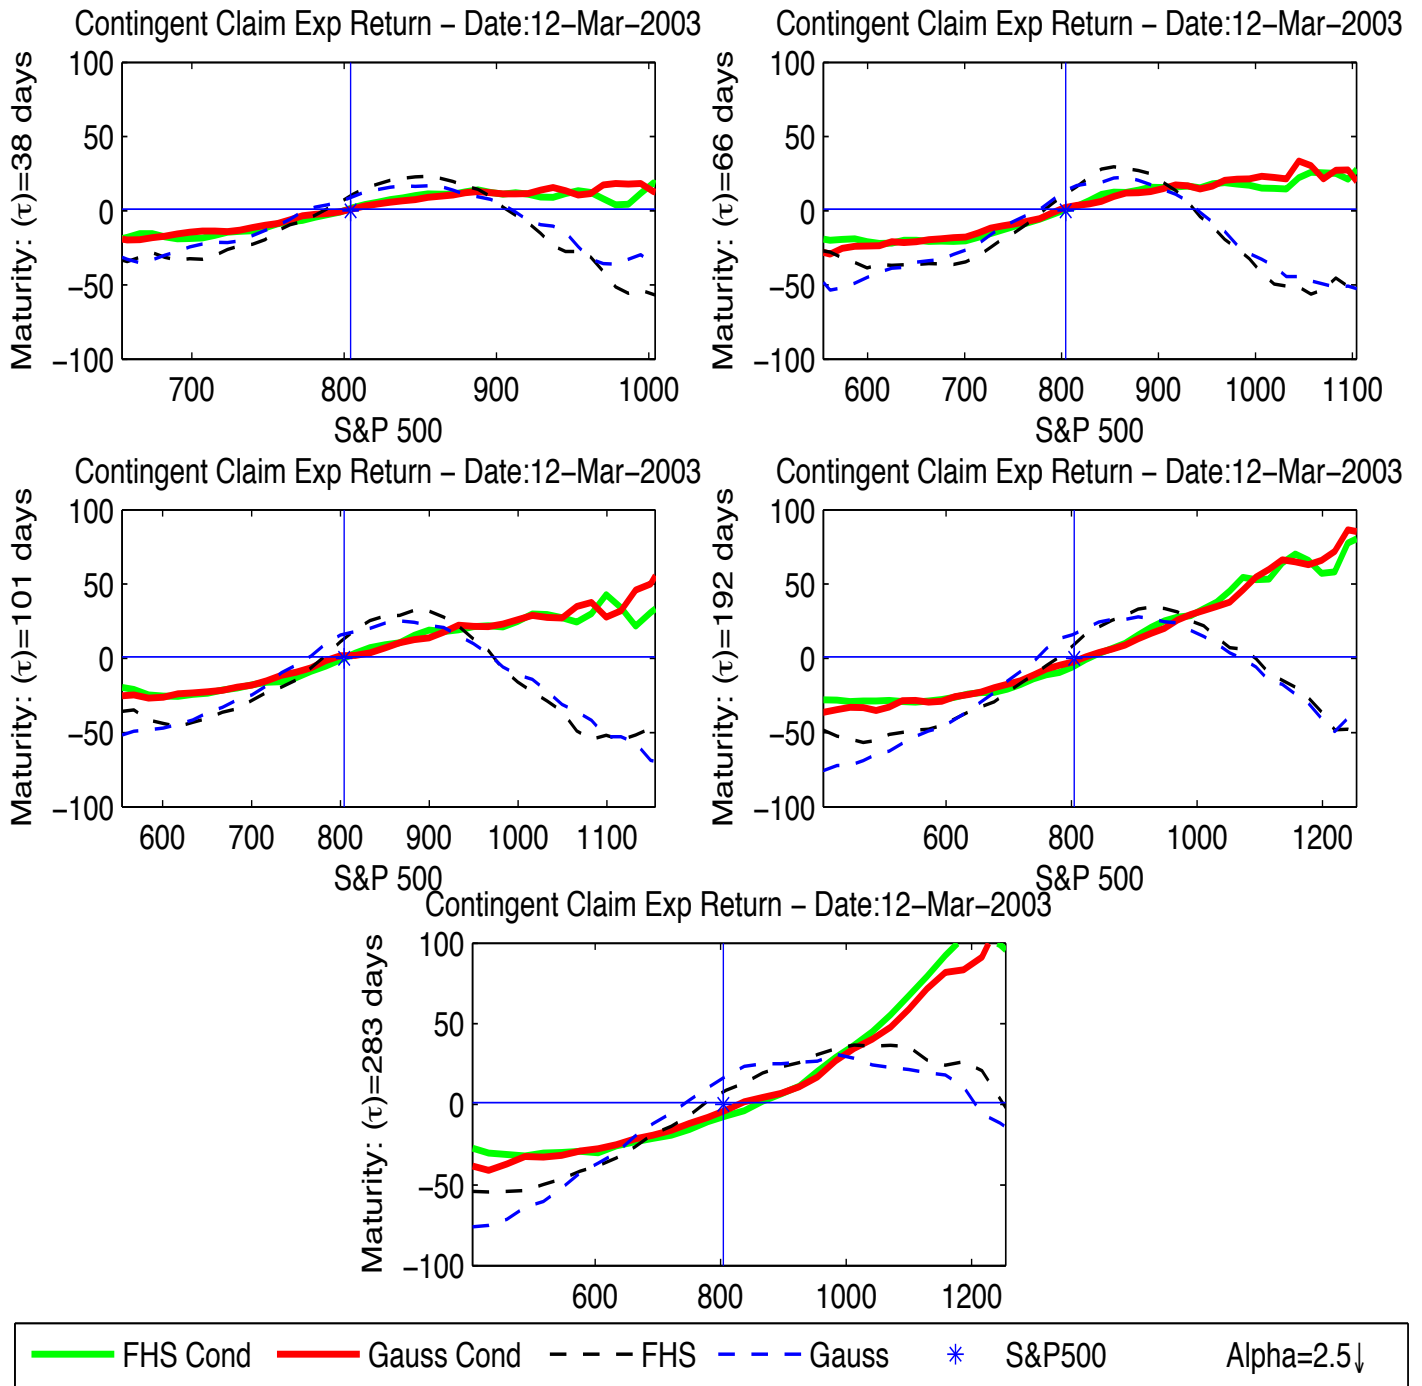 Contingent Claim Exp Return − Date:12−Mar−2003
Maturity: (τ)=38 days
100
50
0
−50
−100
700 800 900 1000
S&P 500
Contingent Claim Exp Return − Date:12−Mar−2003
Maturity: (τ)=66 days
100
50
0
−50
−100
600 700 800 900 1000 1100
S&P 500
Contingent Claim Exp Return − Date:12−Mar−2003
Maturity: (τ)=101 days
100
50
0
−50
−100
600 700 800 900 1000 1100
S&P 500
Contingent Claim Exp Return − Date:12−Mar−2003
Maturity: (τ)=192 days
100
50
0
−50
−100
600 800 1000 1200
S&P 500
Contingent Claim Exp Return − Date:12−Mar−2003
Maturity: (τ)=283 days
100
50
0
−50
−100
600 800 1000 1200
FHS Cond Gauss Cond FHS Gauss S&P500 Alpha=2.5↓